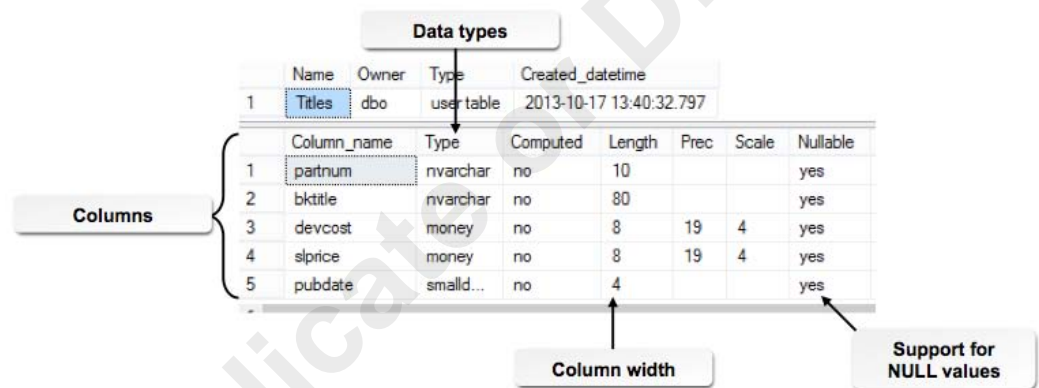 Data types
Name Owner Type Created_datetime
1 Titles dbo user table 2013-10-17 13:40:32.797
Column_name Type Computed Length Prec Scale Nullable
1 partnum nvarchar no 10 yes
2 bktitle nvarchar no 80 yes
Columns
3 devcost money no 8 19 4 yes
4 slprice money no 8 19 4 yes
5 pubdate smalld... no 4 yes
Column width
Support for
NULL values